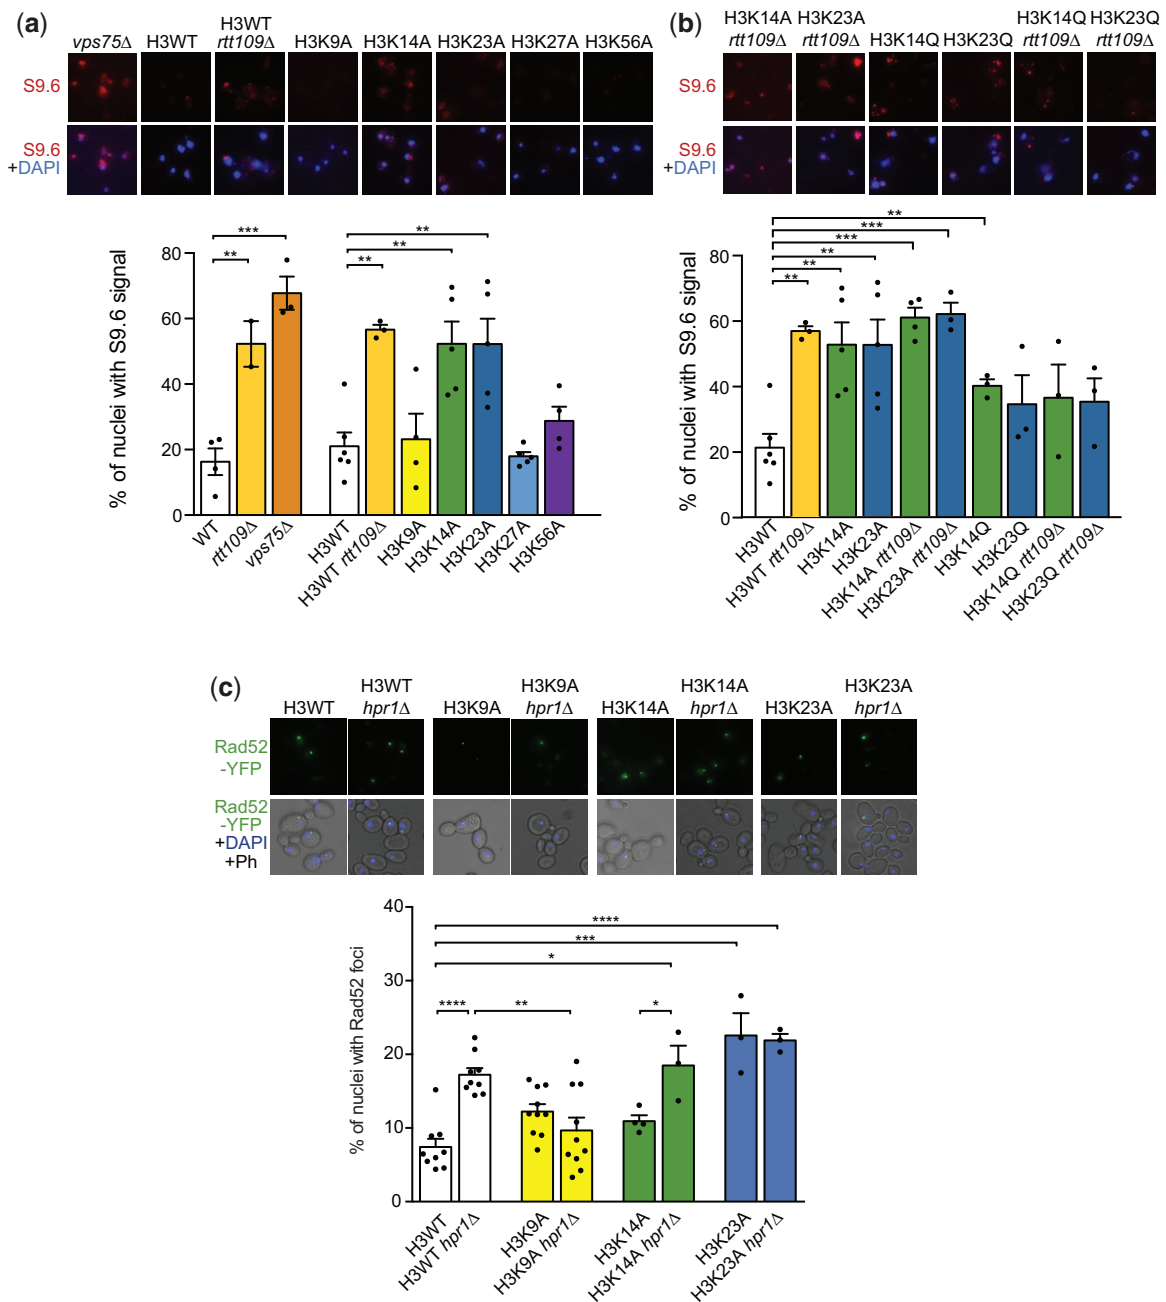 (a)
vps75Δ H3WT H3WT rtt109Δ H3K9A H3K14A H3K23A H3K27A H3K56A
S9.6
S9.6
+DAPI
% of nuclei with S9.6 signal
80
60
40
20
0
***
**
**
**
**
WT
rtt109Δ
vps75Δ
H3WT
H3WT rtt109Δ
H3K9A
H3K14A
H3K23A
H3K27A
H3K56A
(b)
H3K14A rtt109Δ H3K23A rtt109Δ H3K14Q H3K23Q H3K14Q rtt109Δ H3K23Q rtt109Δ
S9.6
S9.6
+DAPI
% of nuclei with S9.6 signal
80
60
40
20
0
**
***
***
**
**
**
H3WT
H3WT rtt109Δ
H3K14A
H3K23A
H3K14A rtt109Δ
H3K23A rtt109Δ
H3K14Q
H3K23Q
H3K14Q rtt109Δ
H3K23Q rtt109Δ
(c)
H3WT H3WT hpr1Δ H3K9A H3K9A hpr1Δ H3K14A H3K14A hpr1Δ H3K23A H3K23A hpr1Δ
Rad52
-YFP
Rad52
-YFP
+DAPI
+Ph
% of nuclei with Rad52 foci
40
30
20
10
0
****
***
*
****
**
*
H3WT
H3WT hpr1Δ
H3K9A
H3K9A hpr1Δ
H3K14A
H3K14A hpr1Δ
H3K23A
H3K23A hpr1Δ